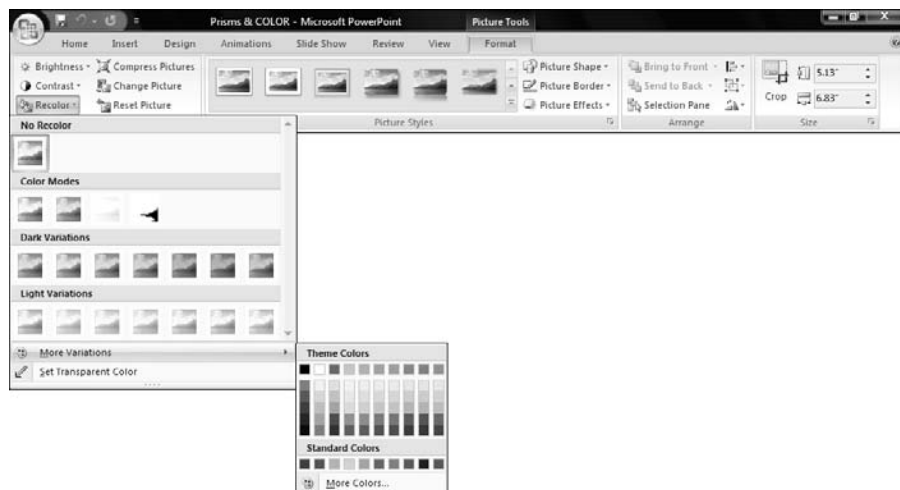 Prisms & COLOR - Microsoft PowerPoint
Picture Tools
Home Insert Design Animations Slide Show Review View Format
Brightness
Contrast
Recolor
Compress Pictures
Change Picture
Reset Picture
Picture Shape
Picture Border
Picture Effects
Picture Styles
Bring to Front
Send to Back
Selection Pane
Arrange
Crop
5.13"
6.83"
Size
No Recolor
Color Modes
Dark Variations
Light Variations
More Variations
Set Transparent Color
Theme Colors
Standard Colors
More Colors...